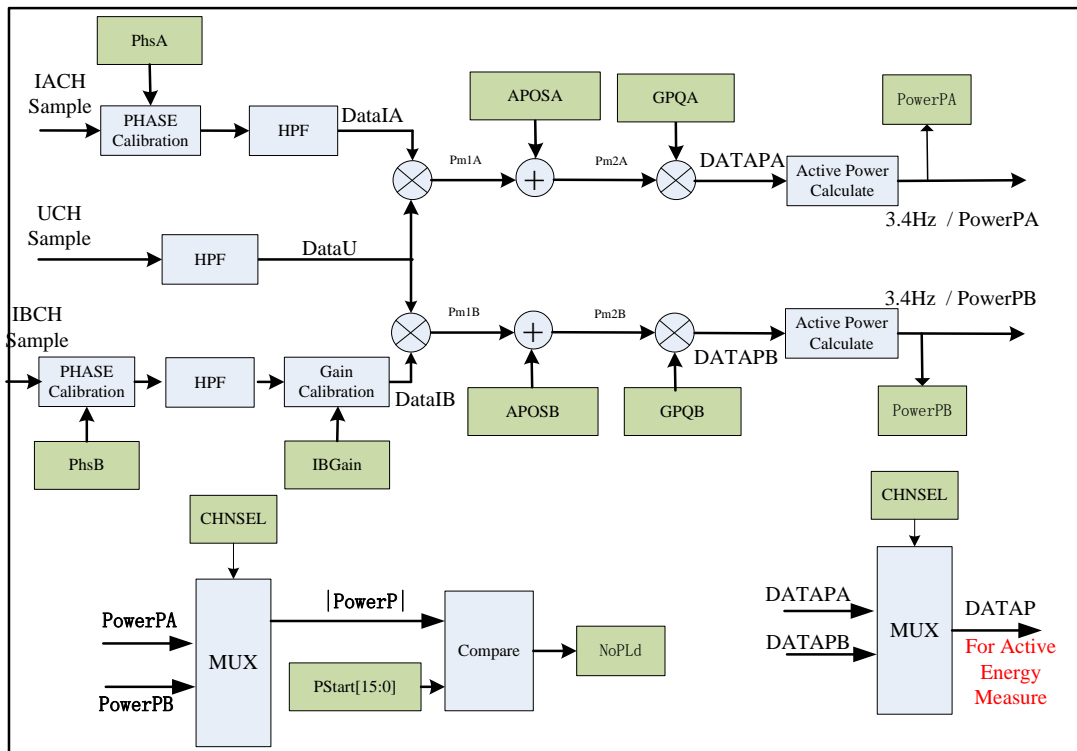 PhsA
IACH
Sample
PHASE
Calibration
HPF
DataIA
APOSA
GPQA
PowerPA
Pm1A
Pm2A
DATAPA
Active Power
Calculate
3.4Hz / PowerPA
UCH
Sample
HPF
DataU
IBCH
Sample
PHASE
Calibration
HPF
Gain
Calibration
DataIB
Pm1B
Pm2B
DATAPB
Active Power
Calculate
3.4Hz / PowerPB
PhsB
IBGain
APOSB
GPQB
PowerPB
CHNSEL
PowerPA
PowerPB
MUX
|PowerP|
PStart[15:0]
Compare
NoPLd
CHNSEL
DATAPA
DATAPB
MUX
DATAP
For Active
Energy
Measure